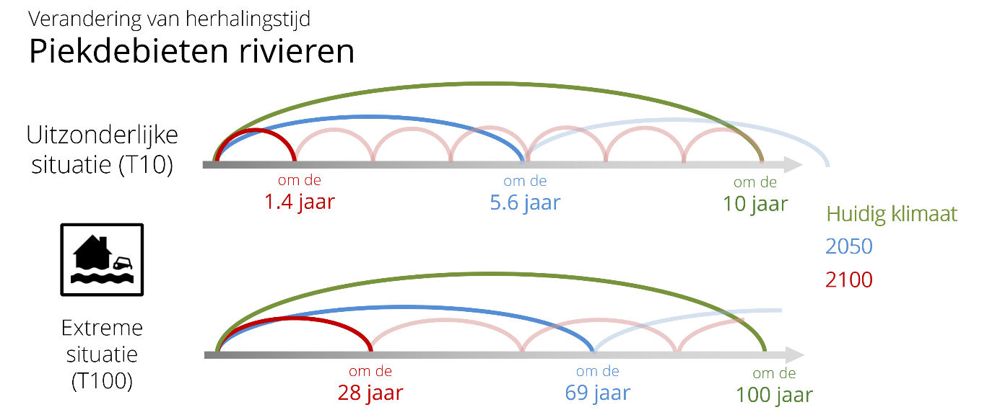 Verandering van herhalingstijd
Piekdebieten rivieren
Uitzonderlijke
situatie (T10)
om de
1.4 jaar
om de
5.6 jaar
om de
10 jaar
Huidig klimaat
2050
2100
Extreme
situatie
(T100)
om de
28 jaar
om de
69 jaar
om de
100 jaar